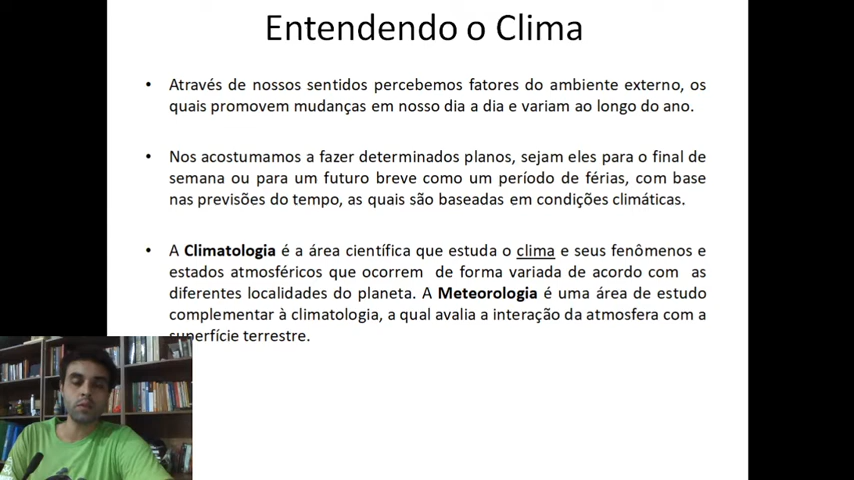 Entendendo o Clima
• Através de nossos sentidos percebemos fatores do ambiente externo, os
quais promovem mudanças em nosso dia a dia e variam ao longo do ano.
• Nos acostumamos a fazer determinados planos, sejam eles para o final de
semana ou para um futuro breve como um período de férias, com base
nas previsões do tempo, as quais são baseadas em condições climáticas.
• A Climatologia é a área científica que estuda o clima e seus fenômenos e
estados atmosféricos que ocorrem de forma variada de acordo com as
diferentes localidades do planeta. A Meteorologia é uma área de estudo
complementar à climatologia, a qual avalia a interação da atmosfera com a
superfície terrestre.